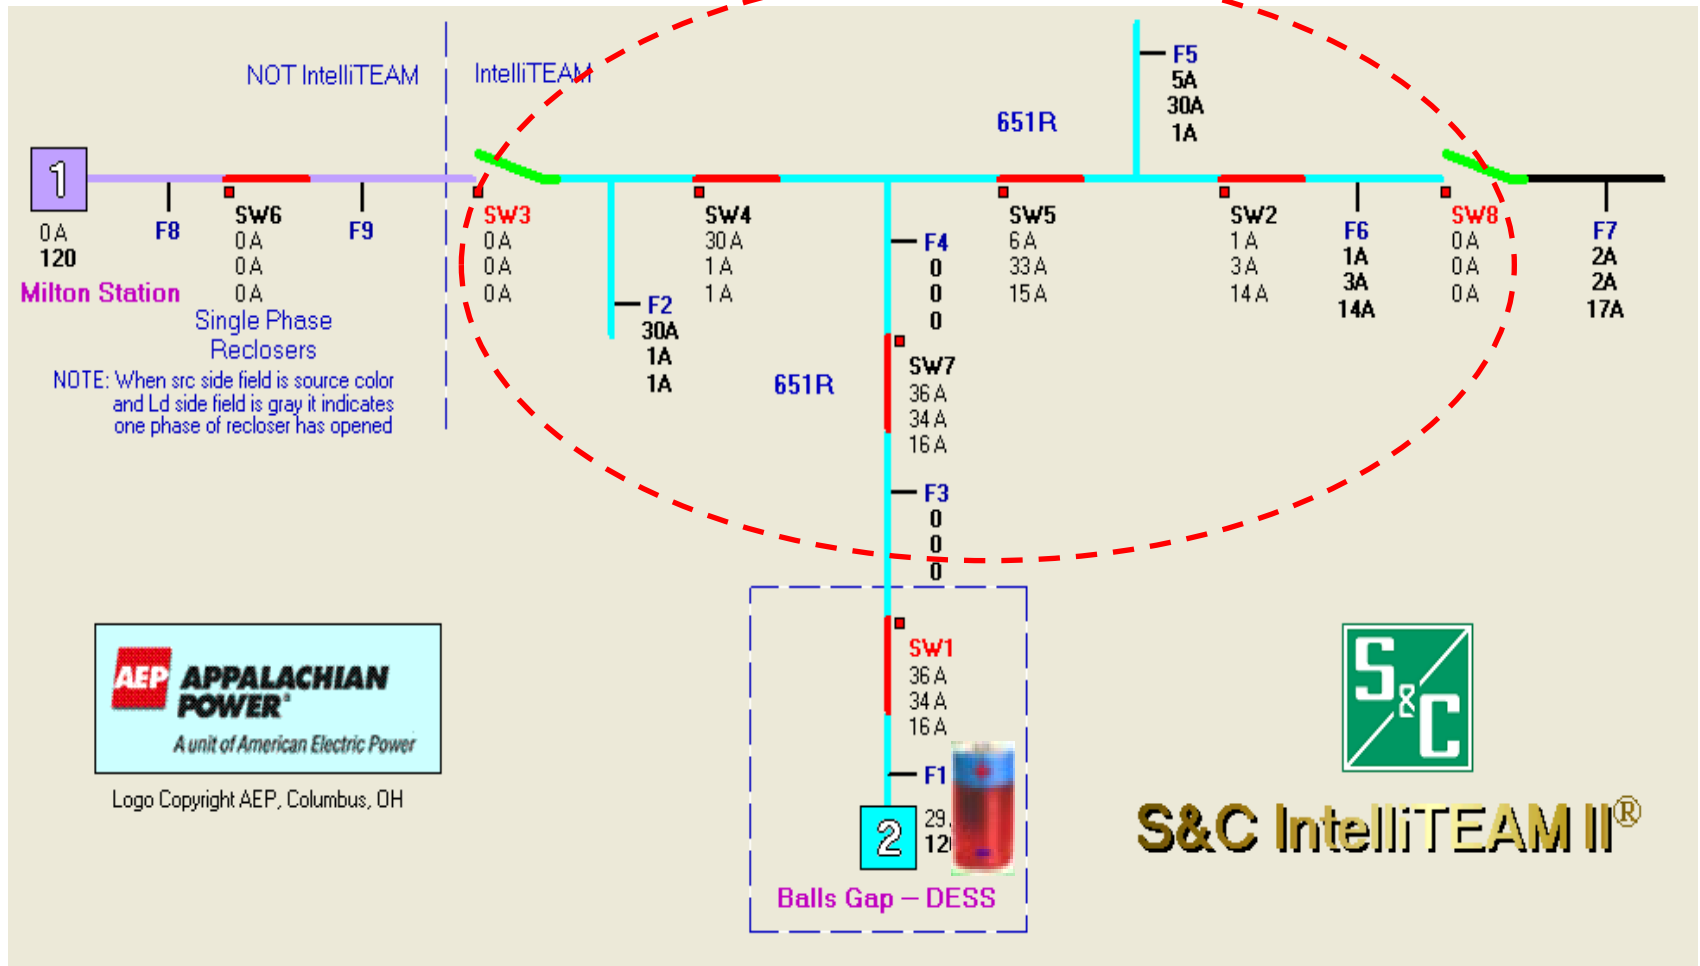 NOT IntelliTEAM
IntelliTEAM
F5
5A
30A
1A
651R
1
0A
120
Milton Station
F8
SW6
0A
0A
0A
F9
Single Phase
Reclosers
NOTE: When src side field is source color
and Ld side field is gray it indicates
one phase of recloser has opened
SW3
0A
0A
0A
F2
30A
1A
1A
SW4
30A
1A
1A
651R
F4
0
0
0
SW7
36A
34A
16A
F3
0
0
0
SW5
6A
33A
15A
SW2
1A
3A
14A
F6
1A
3A
14A
SW8
0A
0A
0A
F7
2A
2A
17A
SW1
36A
34A
16A
F1
29.
2
Balls Gap – DESS
AEP APPALACHIAN
POWER®
A unit of American Electric Power
Logo Copyright AEP, Columbus, OH
S&C
S&C IntelliTEAM II®